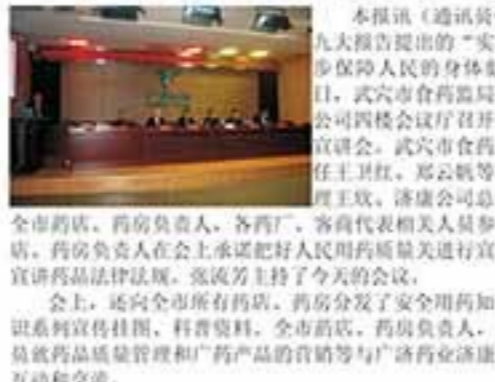 本报讯（通讯员
九大报告提出的“实
步保障人民的身体健
日，武穴市食药监局
公司四楼会议厅召开
宣讲会。武穴市食药
任王卫红、郑云帆等
理王欣、济康公司总
全市药店、药房负责人、各药厂、客商代表相关人员参
店、药房负责人在会上承诺把好人民用药质量关进行宣
宣讲药品法律法规。张流芳主持了今天的会议。
会上，还向全市所有药店、药房分发了安全用药知
识系列宣传挂图、科普资料。全市药店、药房负责人、
员就药品质量管理和广药产品的营销等与广济药业济康
互动和交流。